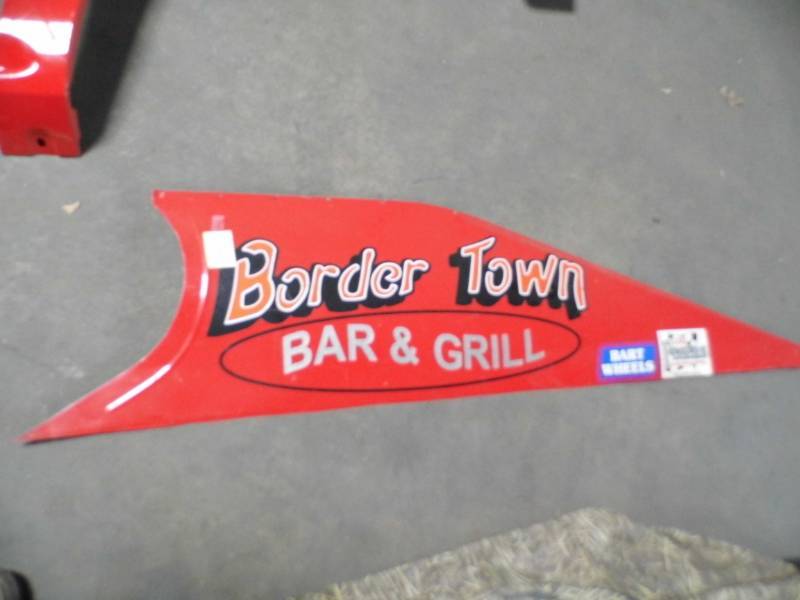 Border Town
BAR & GRILL
BART
WHEELS